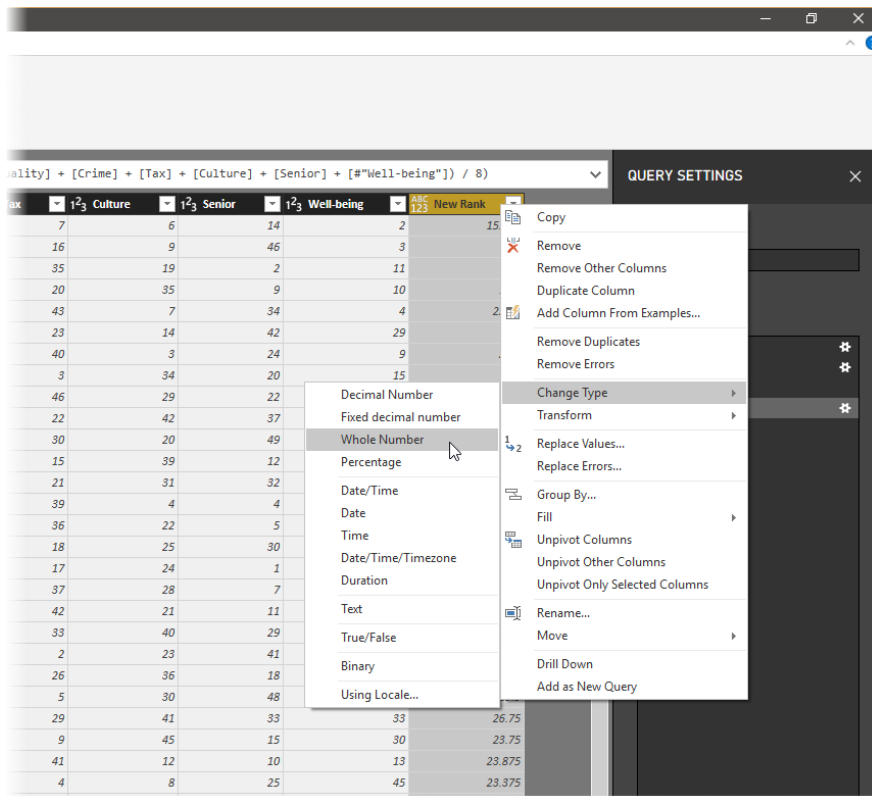 ality] + [Crime] + [Tax] + [Culture] + [Senior] + [#"Well-being"]) / 8)
QUERY SETTINGS
ax 1²₃ Culture 1²₃ Senior 1²₃ Well-being ABC 123 New Rank
7 6 14 2 15.
16 9 46 3
35 19 2 11
20 35 9 10
43 7 34 4 2
23 14 42 29
40 3 24 9
3 34 20 15
46 29 22
22 42 37
30 20 49
15 39 12
21 31 32
39 4 4
36 22 5
18 25 30
17 24 1
37 28 7
42 21 11
33 40 29
2 23 41
26 36 18
5 30 48
29 41 33 33 26.75
9 45 15 30 23.75
41 12 10 13 23.875
4 8 25 45 23.375
Copy
Remove
Remove Other Columns
Duplicate Column
Add Column From Examples...
Remove Duplicates
Remove Errors
Change Type
Transform
Replace Values...
Replace Errors...
Group By...
Fill
Unpivot Columns
Unpivot Other Columns
Unpivot Only Selected Columns
Rename...
Move
Drill Down
Add as New Query
Decimal Number
Fixed decimal number
Whole Number
Percentage
Date/Time
Date
Time
Date/Time/Timezone
Duration
Text
True/False
Binary
Using Locale...